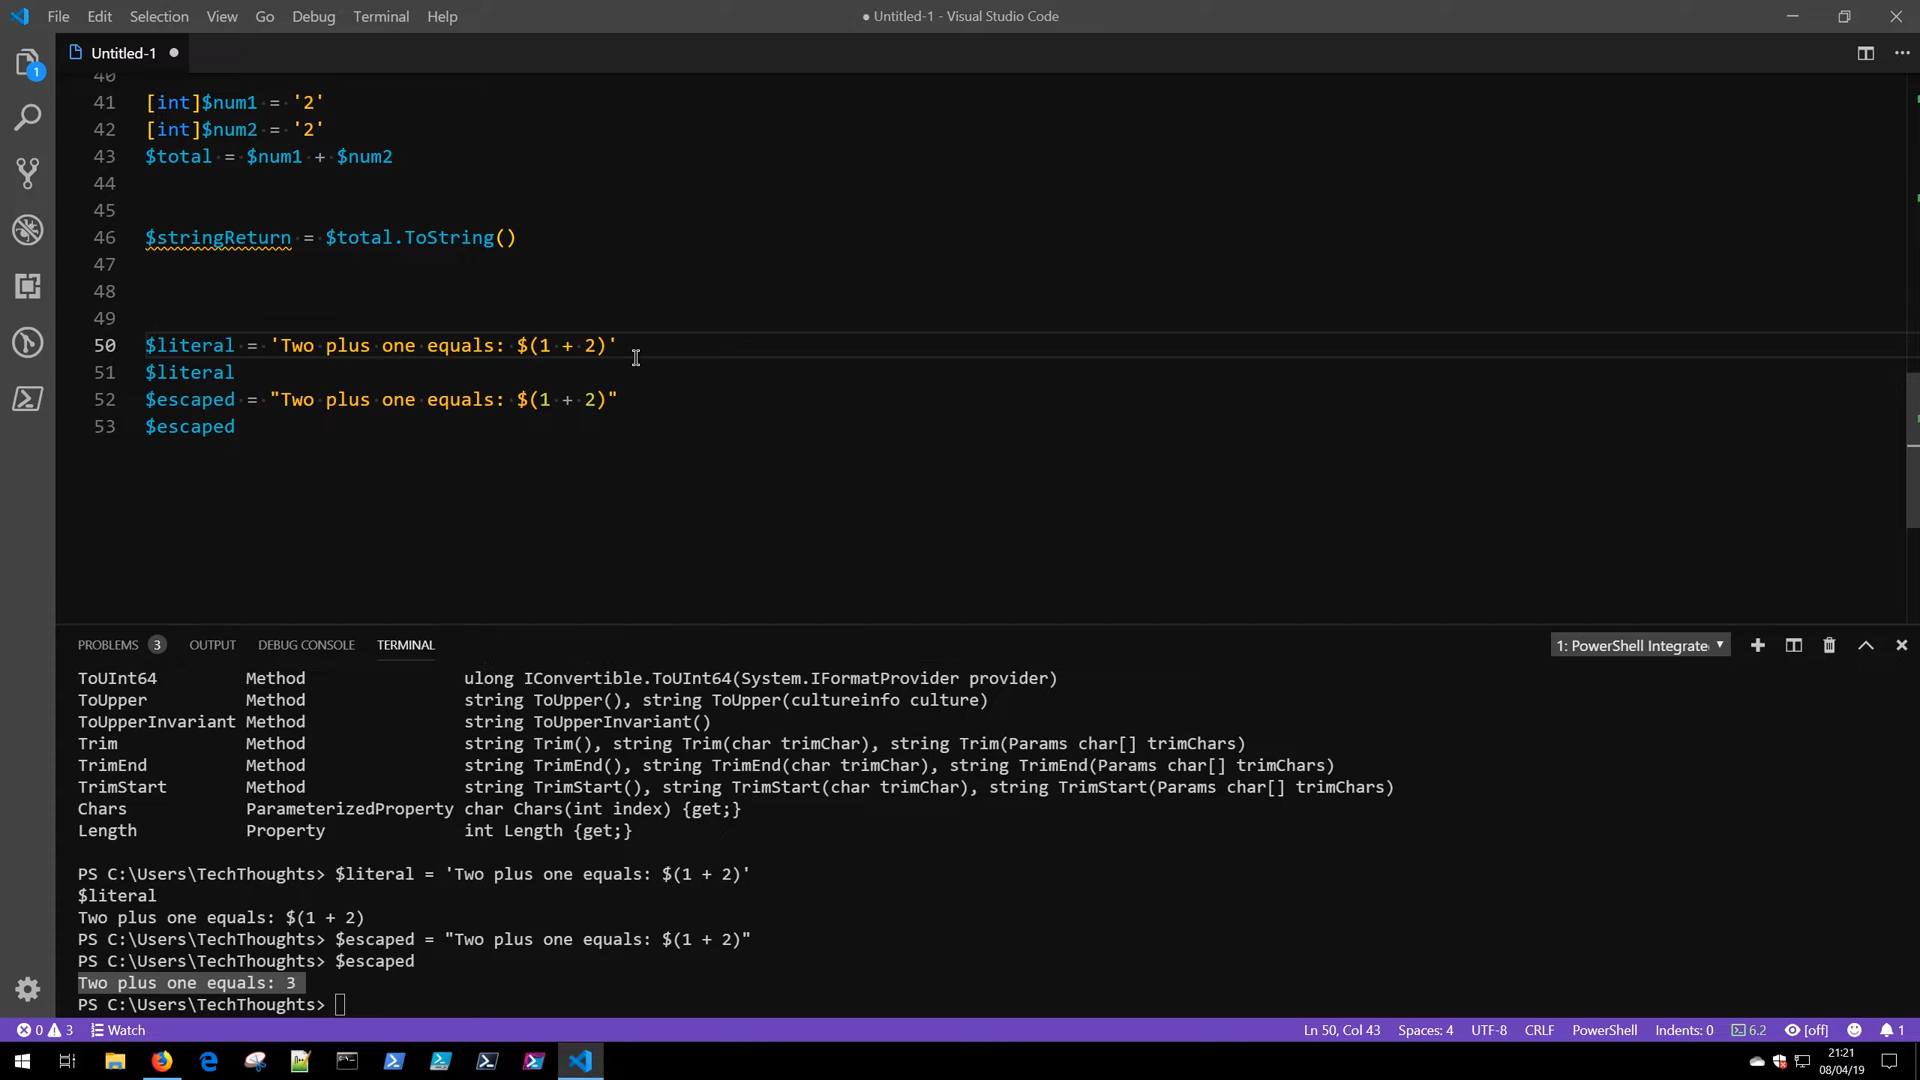 File Edit Selection View Go Debug Terminal Help
● Untitled-1 - Visual Studio Code
Untitled-1 ●
1
40
41 [int]$num1 = '2'
42 [int]$num2 = '2'
43 $total = $num1 + $num2
44
45
46 $stringReturn = $total.ToString()
47
48
49
50 $literal = 'Two plus one equals: $(1 + 2)'
51 $literal
52 $escaped = "Two plus one equals: $(1 + 2)"
53 $escaped
PROBLEMS 3 OUTPUT DEBUG CONSOLE TERMINAL
1: PowerShell Integrate
ToUInt64 Method ulong IConvertible.ToUInt64(System.IFormatProvider provider)
ToUpper Method string ToUpper(), string ToUpper(cultureinfo culture)
ToUpperInvariant Method string ToUpperInvariant()
Trim Method string Trim(), string Trim(char trimChar), string Trim(Params char[] trimChars)
TrimEnd Method string TrimEnd(), string TrimEnd(char trimChar), string TrimEnd(Params char[] trimChars)
TrimStart Method string TrimStart(), string TrimStart(char trimChar), string TrimStart(Params char[] trimChars)
Chars ParameterizedProperty char Chars(int index) {get;}
Length Property int Length {get;}
PS C:\Users\TechThoughts> $literal = 'Two plus one equals: $(1 + 2)'
$literal
Two plus one equals: $(1 + 2)
PS C:\Users\TechThoughts> $escaped = "Two plus one equals: $(1 + 2)"
PS C:\Users\TechThoughts> $escaped
Two plus one equals: 3
PS C:\Users\TechThoughts>
0 3 Watch
Ln 50, Col 43 Spaces: 4 UTF-8 CRLF PowerShell Indents: 0 6.2 [off] 1
21:21
08/04/19